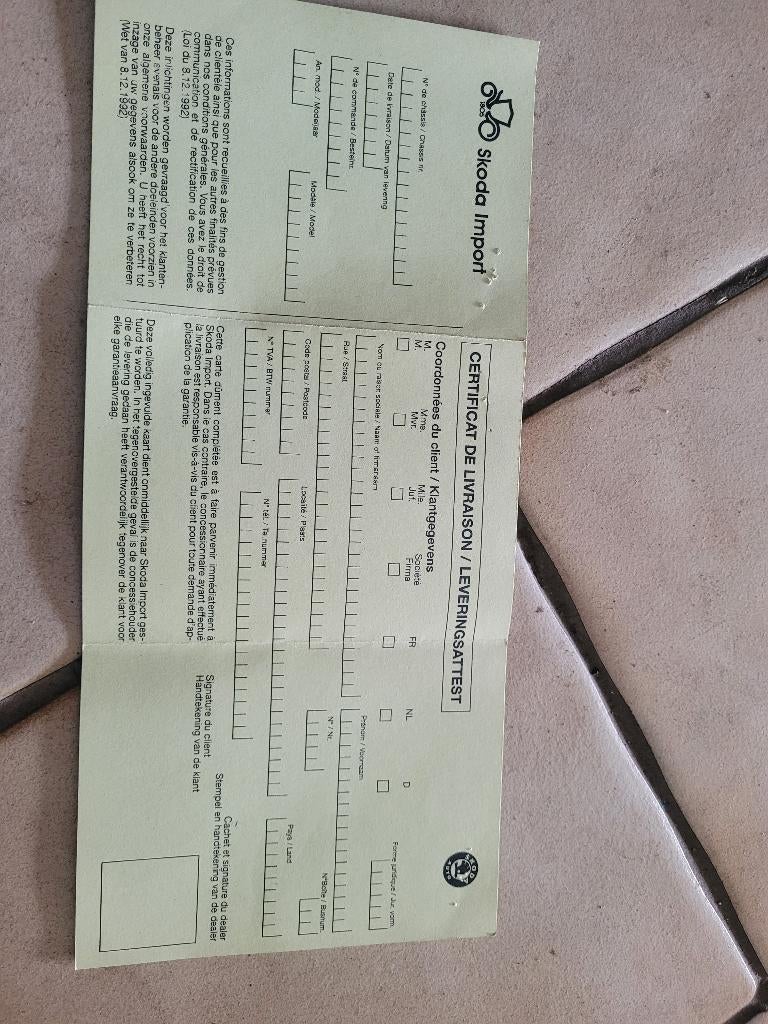 1905
Skoda Import
N° de châssis / Chassis nr.
Date de livraison / Datum van levering
N° de commande / Bestelnr.
An. mod. / Modeljaar
Modèle / Model
Ces informations sont recueillies à des fins de gestion
de clientèle ainsi que pour les autres finalités prévues
dans nos conditions générales. Vous avez le droit de
communication et de rectification de ces données.
(Loi du 8.12.1992)
Deze inlichtingen worden gevraagd voor het klanten-
beheer evenals voor de andere doeleinden voorzien in
onze algemene voorwaarden. U heeft het recht tot
inzage van uw gegevens alsook om ze te verbeteren
(Wet van 8.12.1992)
CERTIFICAT DE LIVRAISON / LEVERINGSATTEST
SKODA
AUTO
Coordonnées du client / Klantgegevens
M. Mme. Mlle. Société FR NL D
M. Mvr. Juf. Firma
Forme juridique / Jur. vorm
Nom ou raison sociale / Naam of firmanaam
Prénom / Voornaam
Rue / Straat
N° / Nr.
N° Boîte / Busnum.
Code postal / Postcode
Localité / Plaats
Pays / Land
N° TVA / BTW nummer
N° tél. / Tel. nummer
Cette carte dûment complétée est à faire parvenir immédiatement à
Skoda Import. Dans le cas contraire, le concessionnaire ayant effectué
la livraison est responsable vis-à-vis du client pour toute demande d'ap-
plication de la garantie.
Deze volledig ingevulde kaart dient onmiddellijk naar Skoda Import ges-
tuurd te worden. In het tegenovergestelde geval is de concessiehouder
die de levering gedaan heeft verantwoordelijk tegenover de klant voor
elke garantieaanvraag.
Signature du client
Handtekening van de klant
Cachet et signature du dealer
Stempel en handtekening van de dealer